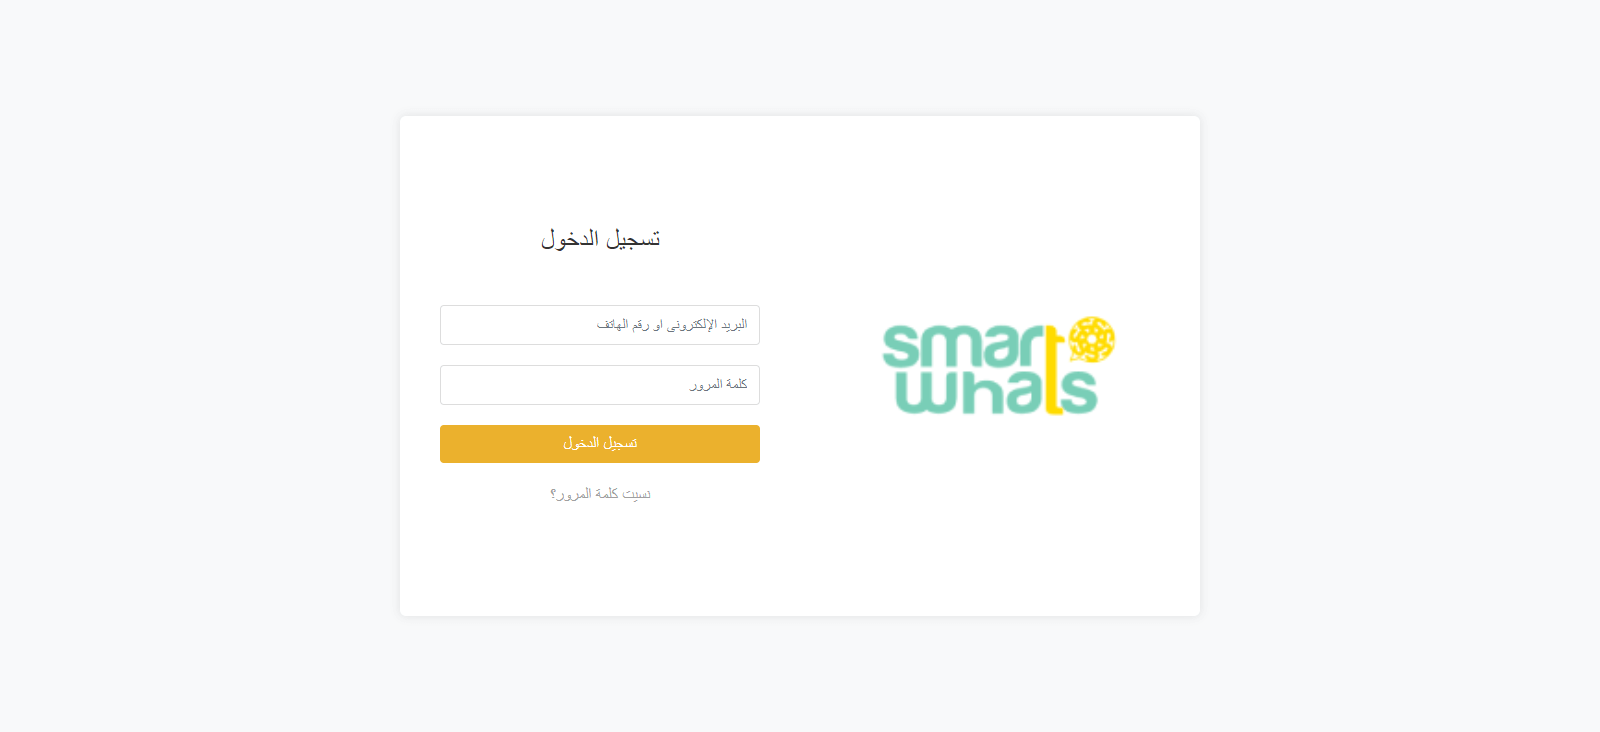 smart
whats
تسجيل الدخول
البريد الإلكتروني او رقم الهاتف
كلمة المرور
تسجيل الدخول
نسيت كلمة المرور؟